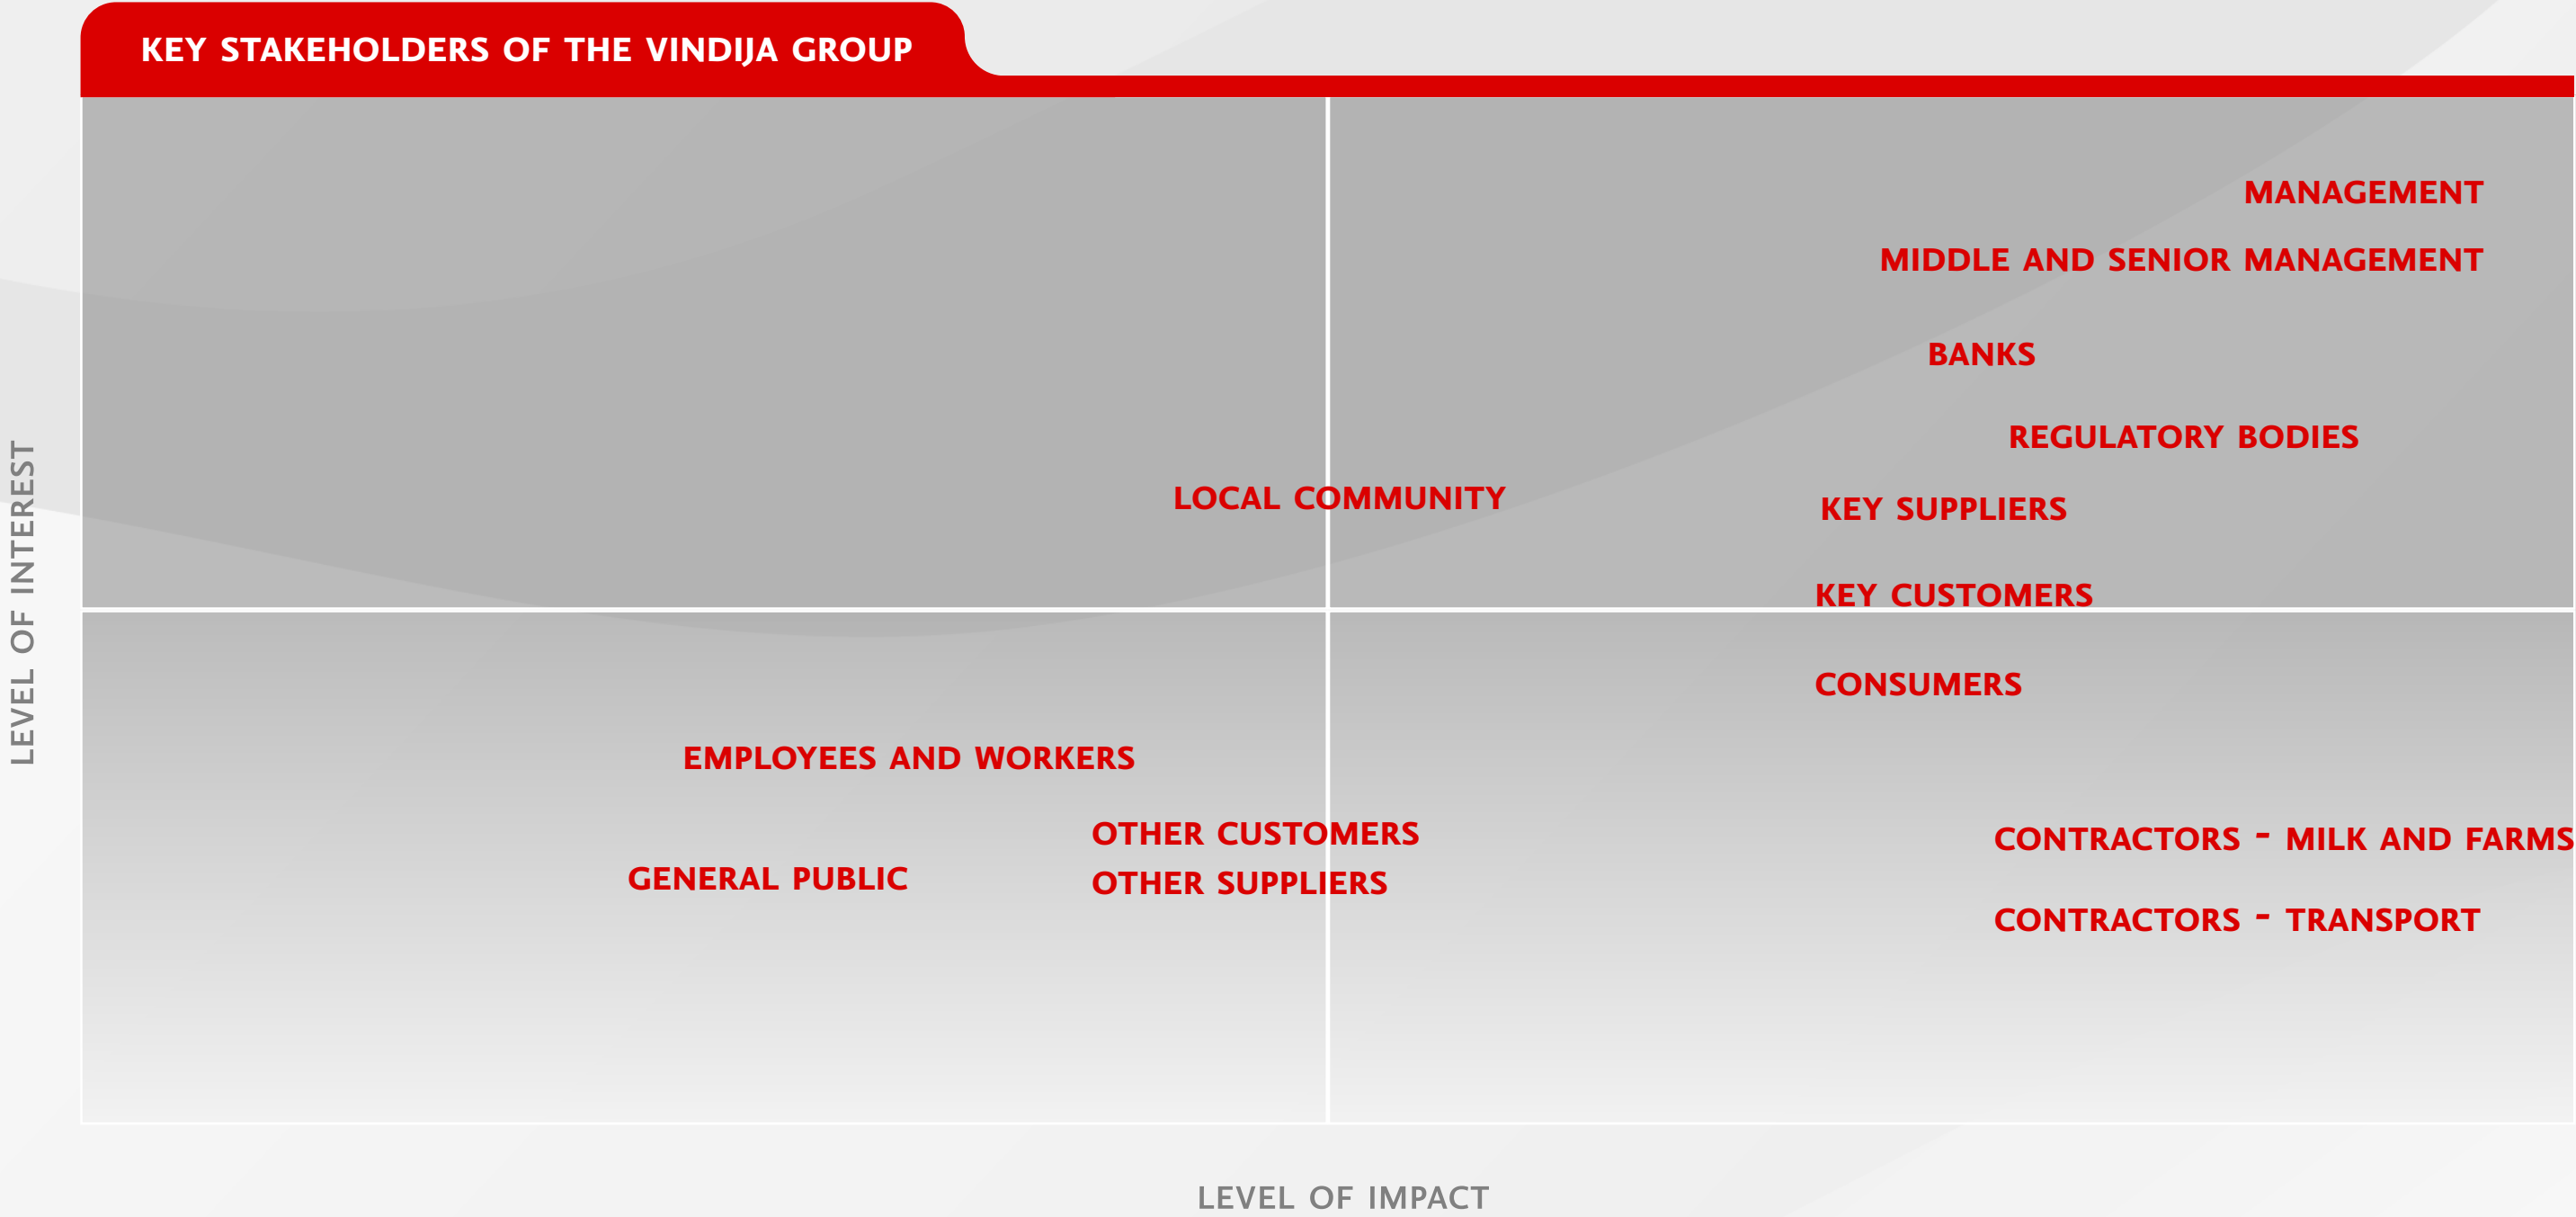 KEY STAKEHOLDERS OF THE VINDIJA GROUP
MANAGEMENT
MIDDLE AND SENIOR MANAGEMENT
BANKS
REGULATORY BODIES
LOCAL COMMUNITY
KEY SUPPLIERS
KEY CUSTOMERS
CONSUMERS
EMPLOYEES AND WORKERS
OTHER CUSTOMERS
CONTRACTORS - MILK AND FARMS
GENERAL PUBLIC
OTHER SUPPLIERS
CONTRACTORS - TRANSPORT
LEVEL OF INTEREST
LEVEL OF IMPACT